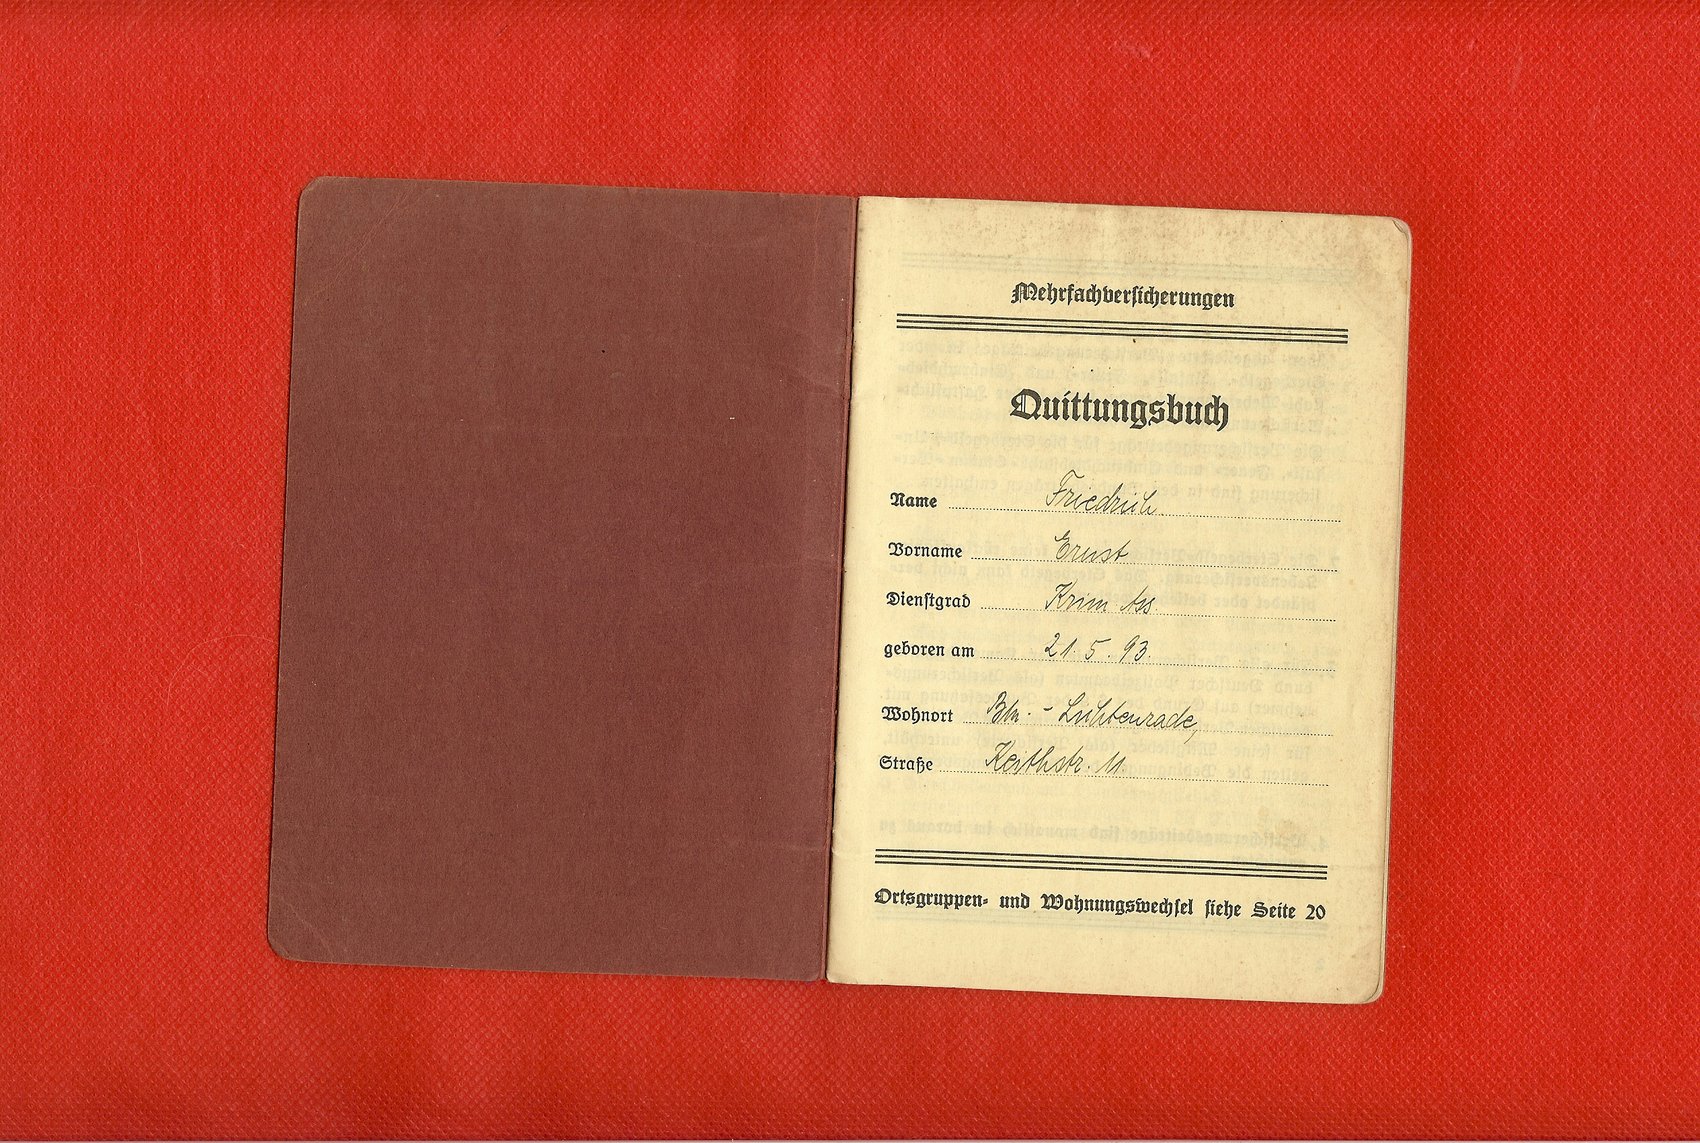 Mehrfachversicherungen
Quittungsbuch
Name Friedrich
Vorname Ernst
Dienstgrad Krim Ass.
geboren am 21. 5. 93.
Wohnort Bln. - Lichtenrade,
Straße Keithstr. 11.
Ortsgruppen- und Wohnungswechsel siehe Seite 20